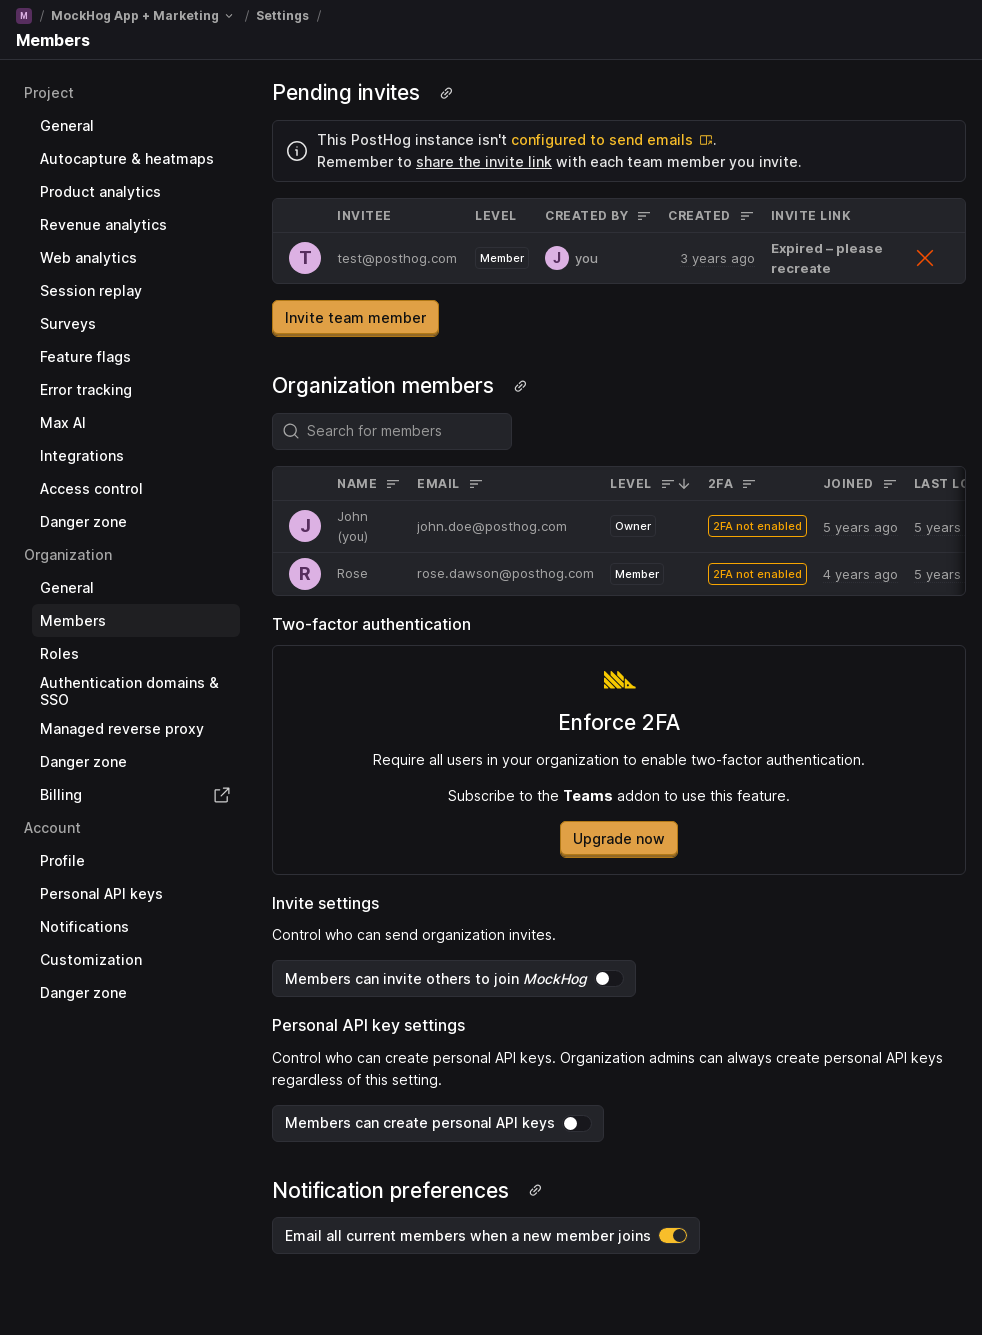 M / MockHog App + Marketing / Settings /
Members
Project
General
Autocapture & heatmaps
Product analytics
Revenue analytics
Web analytics
Session replay
Surveys
Feature flags
Error tracking
Max AI
Integrations
Access control
Danger zone
Organization
General
Members
Roles
Authentication domains &
SSO
Managed reverse proxy
Danger zone
Billing
Account
Profile
Personal API keys
Notifications
Customization
Danger zone
Pending invites
This PostHog instance isn't configured to send emails .
Remember to share the invite link with each team member you invite.
INVITEE LEVEL CREATED BY CREATED INVITE LINK
T test@posthog.com Member J you 3 years ago Expired – please
recreate
Invite team member
Organization members
Search for members
NAME EMAIL LEVEL 2FA JOINED LAST LO
J John
(you) john.doe@posthog.com Owner 2FA not enabled 5 years ago 5 years
R Rose rose.dawson@posthog.com Member 2FA not enabled 4 years ago 5 years
Two-factor authentication
Enforce 2FA
Require all users in your organization to enable two-factor authentication.
Subscribe to the Teams addon to use this feature.
Upgrade now
Invite settings
Control who can send organization invites.
Members can invite others to join MockHog
Personal API key settings
Control who can create personal API keys. Organization admins can always create personal API keys
regardless of this setting.
Members can create personal API keys
Notification preferences
Email all current members when a new member joins